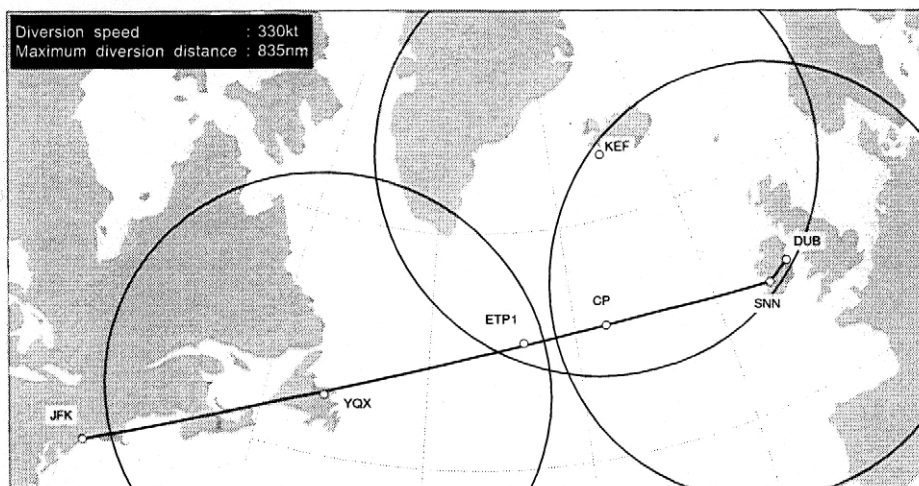 Diversion speed : 330kt
Maximum diversion distance : 835nm
KEF
DUB
SNN
CP
ETP1
YQX
JFK